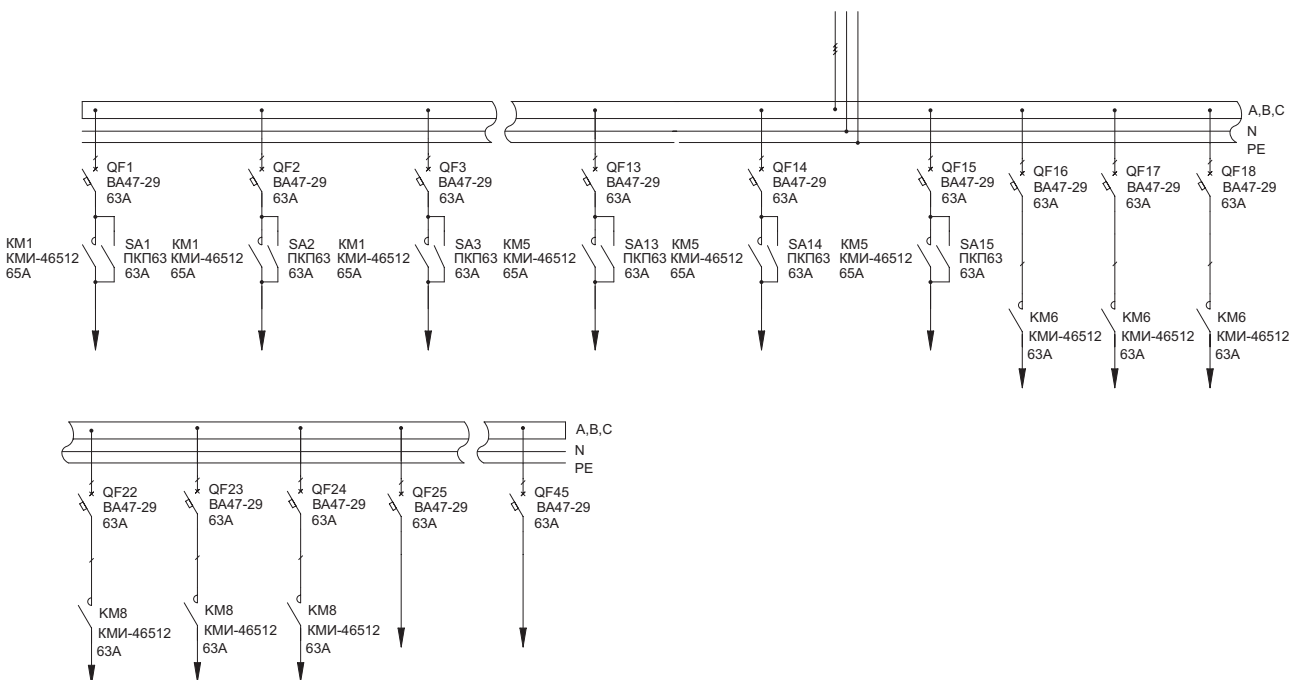 A,B,C
N
PE
QF1
ВА47-29
63А
QF2
ВА47-29
63А
QF3
ВА47-29
63А
QF13
ВА47-29
63А
QF14
ВА47-29
63А
QF15
ВА47-29
63А
QF16
ВА47-29
63А
QF17
ВА47-29
63А
QF18
ВА47-29
63А
КМ1
КМИ-46512
65А
SA1
ПКП63
63А
КМ1
КМИ-46512
65А
SA2
ПКП63
63А
КМ1
КМИ-46512
65А
SA3
ПКП63
63А
КМ5
КМИ-46512
65А
SA13
ПКП63
63А
КМ5
КМИ-46512
65А
SA14
ПКП63
63А
КМ5
КМИ-46512
65А
SA15
ПКП63
63А
КМ6
КМИ-46512
63А
КМ6
КМИ-46512
63А
КМ6
КМИ-46512
63А
A,B,C
N
PE
QF22
ВА47-29
63А
QF23
ВА47-29
63А
QF24
ВА47-29
63А
QF25
ВА47-29
63А
QF45
ВА47-29
63А
КМ8
КМИ-46512
63А
КМ8
КМИ-46512
63А
КМ8
КМИ-46512
63А